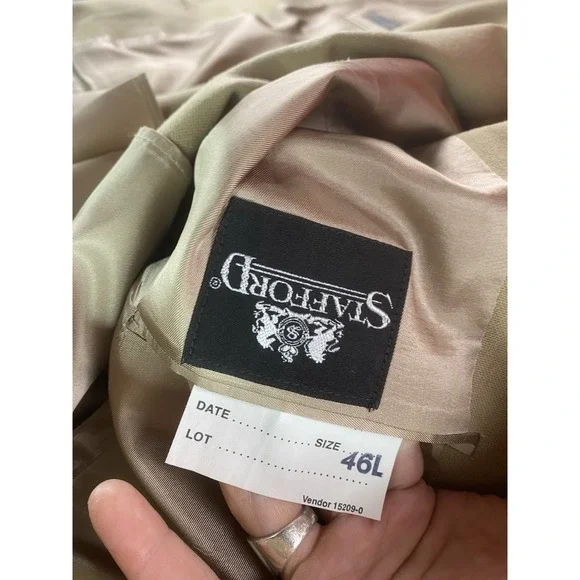 STAFFORD®
S
DATE ................ SIZE
LOT .............................. 46L
Vendor 15209-0